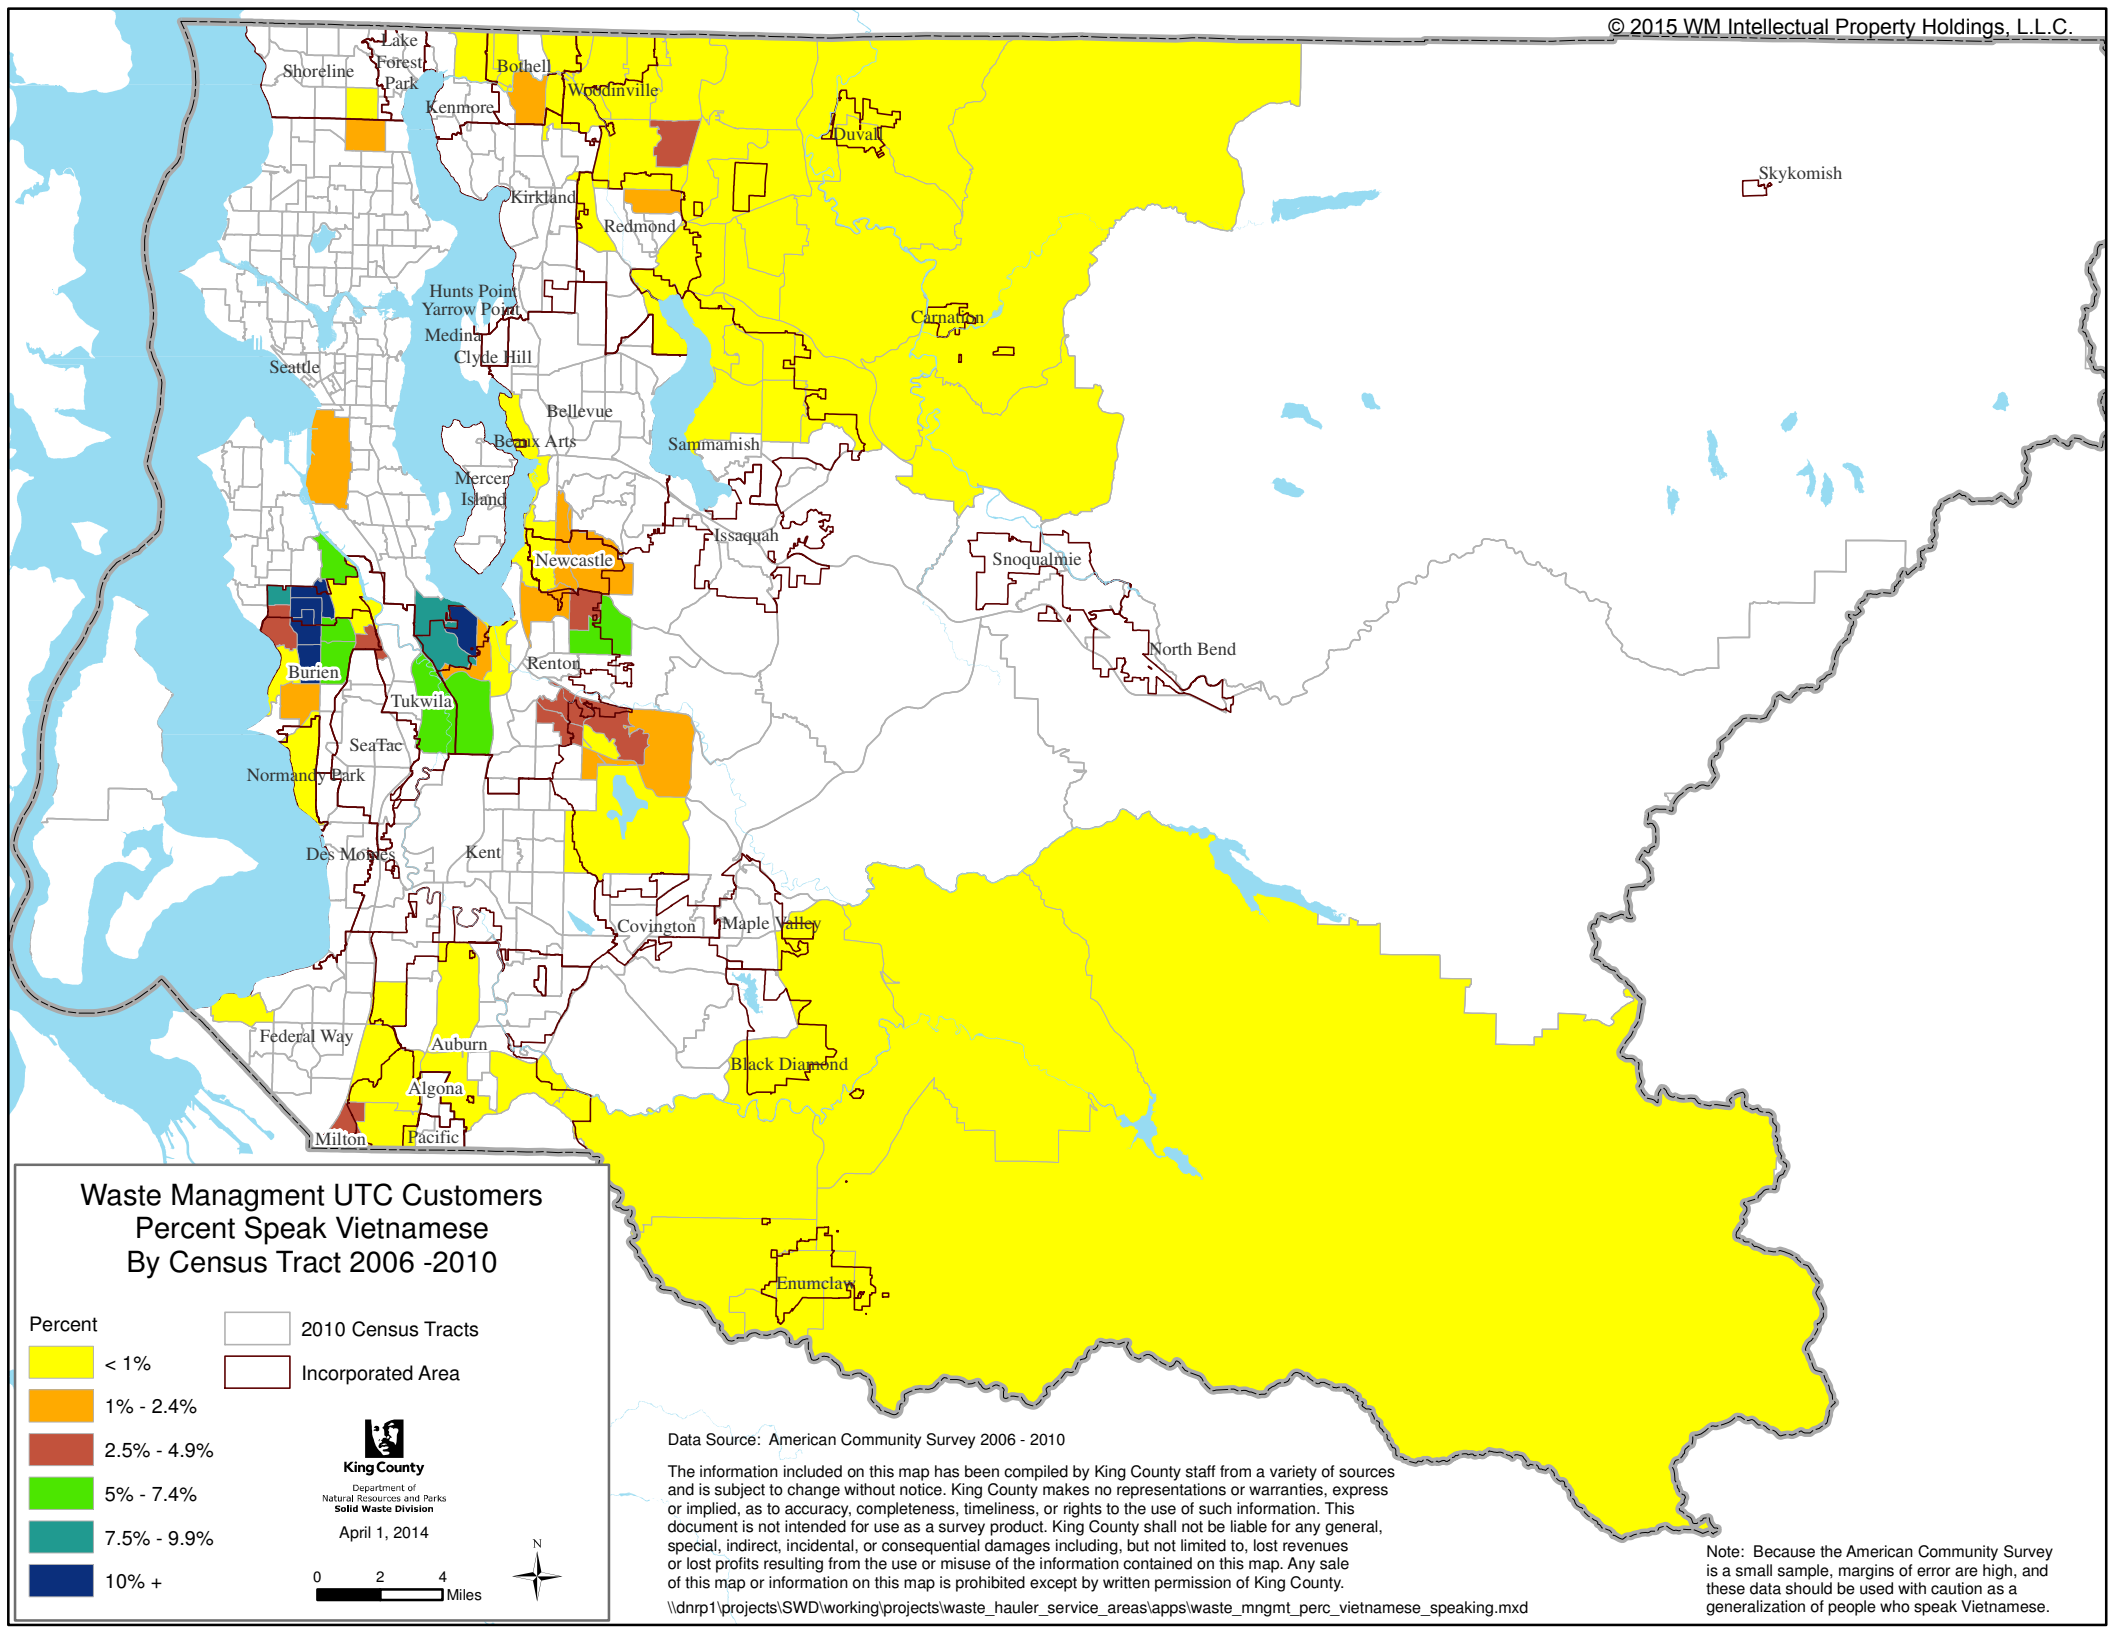 © 2015 WM Intellectual Property Holdings, L.L.C.
Lake
Forest
Park
Shoreline
Bothell
Kenmore
Woodinville
Duvall
Skykomish
Kirkland
Redmond
Hunts Point
Yarrow Point
Medina
Clyde Hill
Carnation
Seattle
Bellevue
Beaux Arts
Sammamish
Mercer
Island
Issaquah
Newcastle
Snoqualmie
North Bend
Renton
Burien
Tukwila
SeaTac
Normandy Park
Des Moines
Kent
Covington
Maple Valley
Federal Way
Auburn
Black Diamond
Algona
Milton
Pacific
Enumclaw
Waste Managment UTC Customers
Percent Speak Vietnamese
By Census Tract 2006 -2010
Percent
< 1%
1% - 2.4%
2.5% - 4.9%
5% - 7.4%
7.5% - 9.9%
10% +
2010 Census Tracts
Incorporated Area
King County
Department of
Natural Resources and Parks
Solid Waste Division
April 1, 2014
N
0 2 4
Miles
Data Source: American Community Survey 2006 - 2010
The information included on this map has been compiled by King County staff from a variety of sources
and is subject to change without notice. King County makes no representations or warranties, express
or implied, as to accuracy, completeness, timeliness, or rights to the use of such information. This
document is not intended for use as a survey product. King County shall not be liable for any general,
special, indirect, incidental, or consequential damages including, but not limited to, lost revenues
or lost profits resulting from the use or misuse of the information contained on this map. Any sale
of this map or information on this map is prohibited except by written permission of King County.
\\dnrp1\projects\SWD\working\projects\waste_hauler_service_areas\apps\waste_mngmt_perc_vietnamese_speaking.mxd
Note: Because the American Community Survey
is a small sample, margins of error are high, and
these data should be used with caution as a
generalization of people who speak Vietnamese.